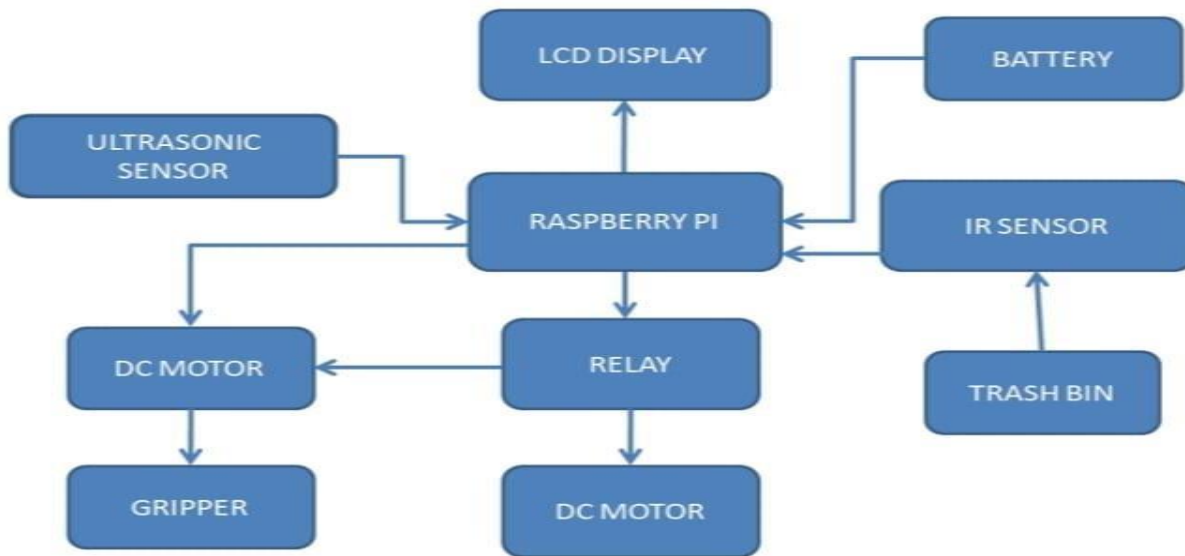 LCD DISPLAY
BATTERY
ULTRASONIC
SENSOR
RASPBERRY PI
IR SENSOR
DC MOTOR
RELAY
TRASH BIN
GRIPPER
DC MOTOR